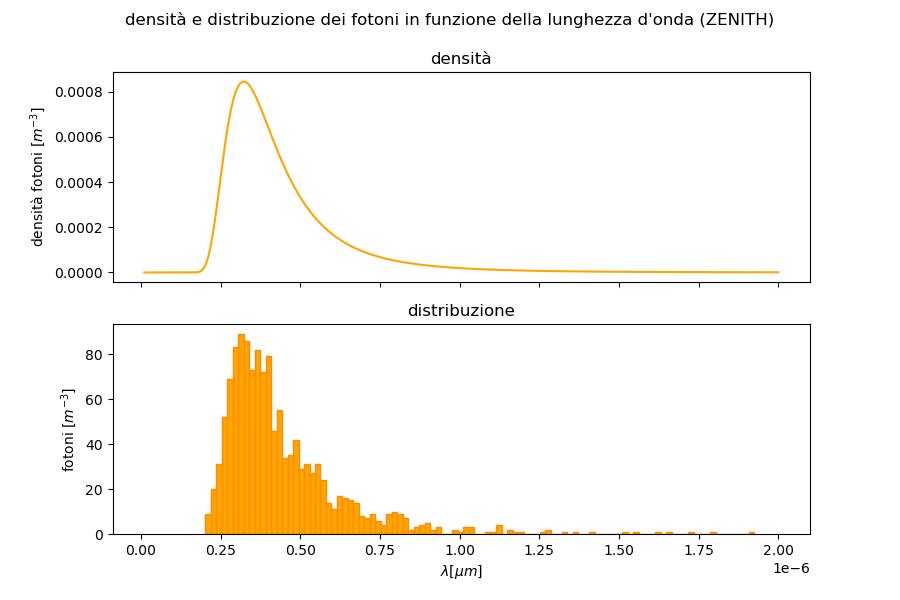 densità e distribuzione dei fotoni in funzione della lunghezza d'onda (ZENITH)
densità
densità fotoni [m⁻³]
0.0008
0.0006
0.0004
0.0002
0.0000
distribuzione
fotoni [m⁻³]
80
60
40
20
0
0.00 0.25 0.50 0.75 1.00 1.25 1.50 1.75 2.00
1e−6
λ[μm]